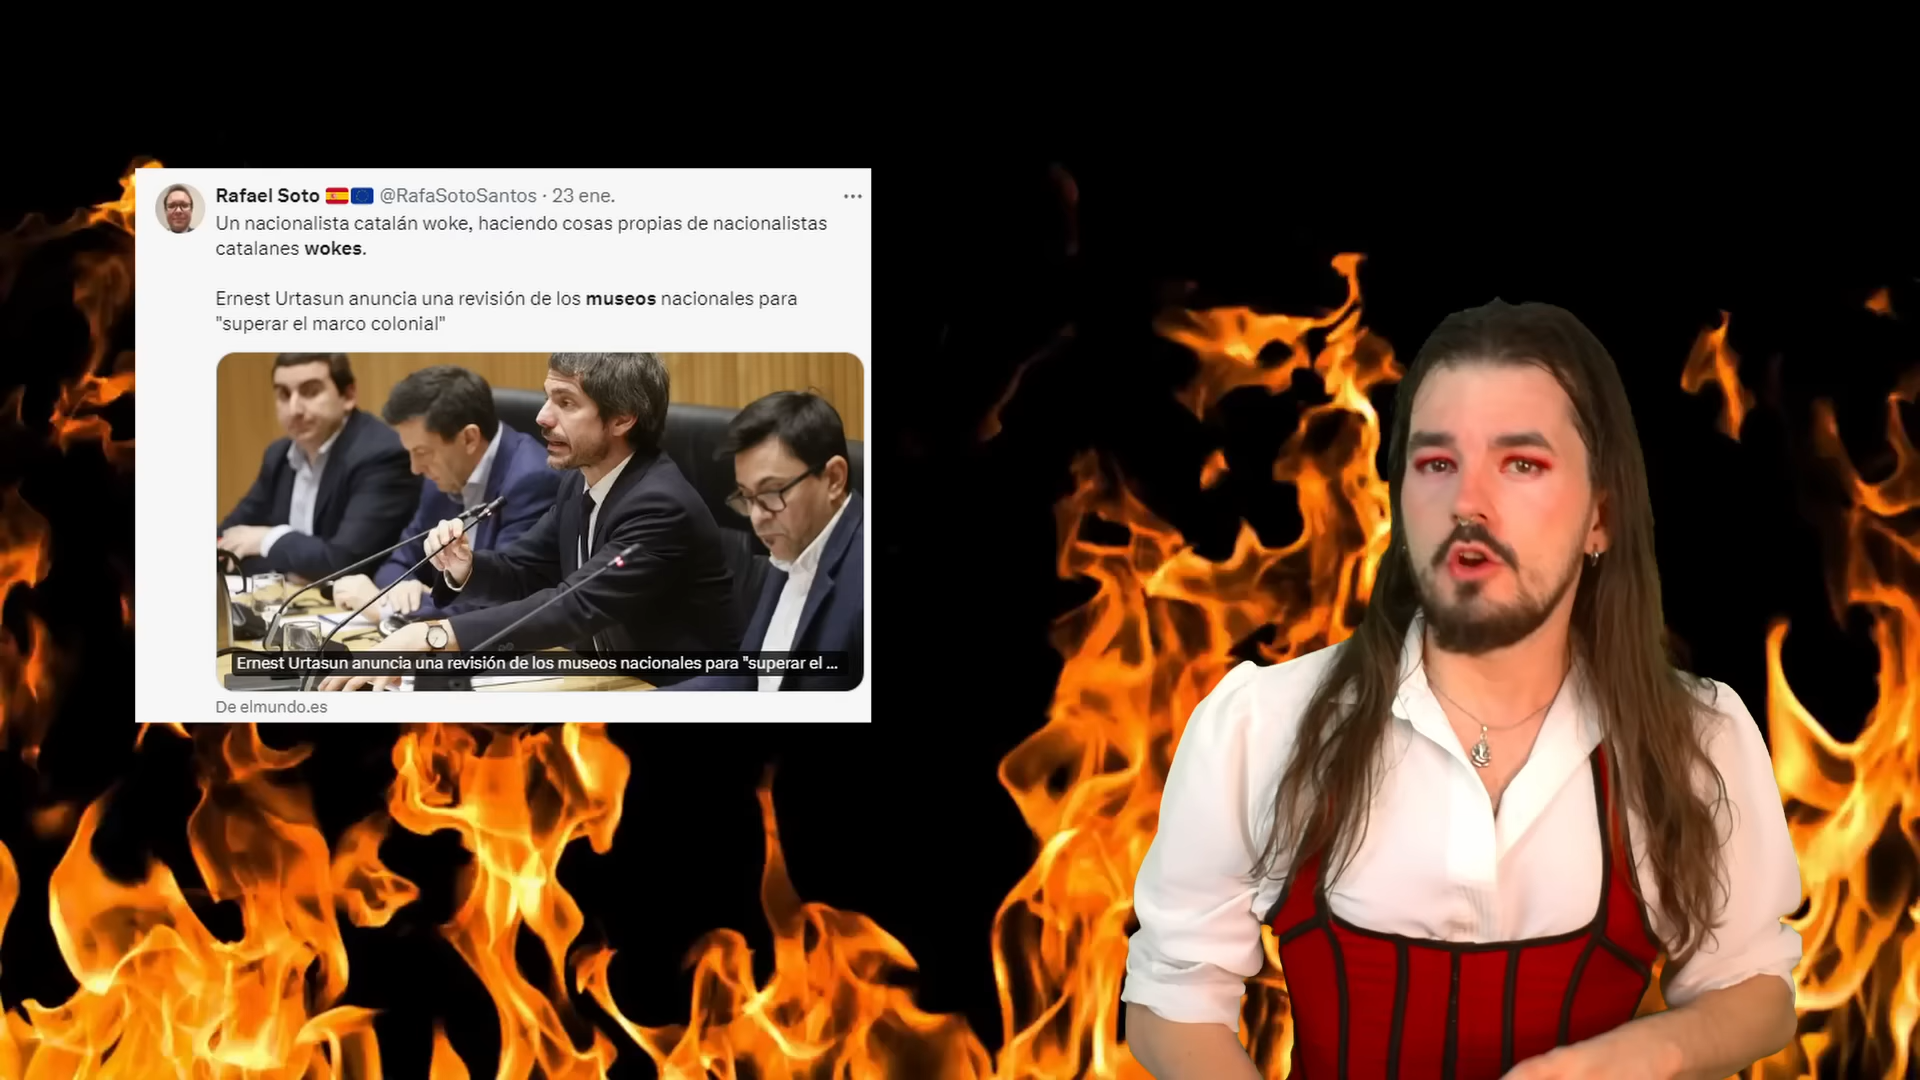 Rafael Soto 🇪🇸🇪🇺 @RafaSotoSantos · 23 ene.
Un nacionalista catalán woke, haciendo cosas propias de nacionalistas
catalanes wokes.
Ernest Urtasun anuncia una revisión de los museos nacionales para
"superar el marco colonial"
Ernest Urtasun anuncia una revisión de los museos nacionales para "superar el ...
De elmundo.es